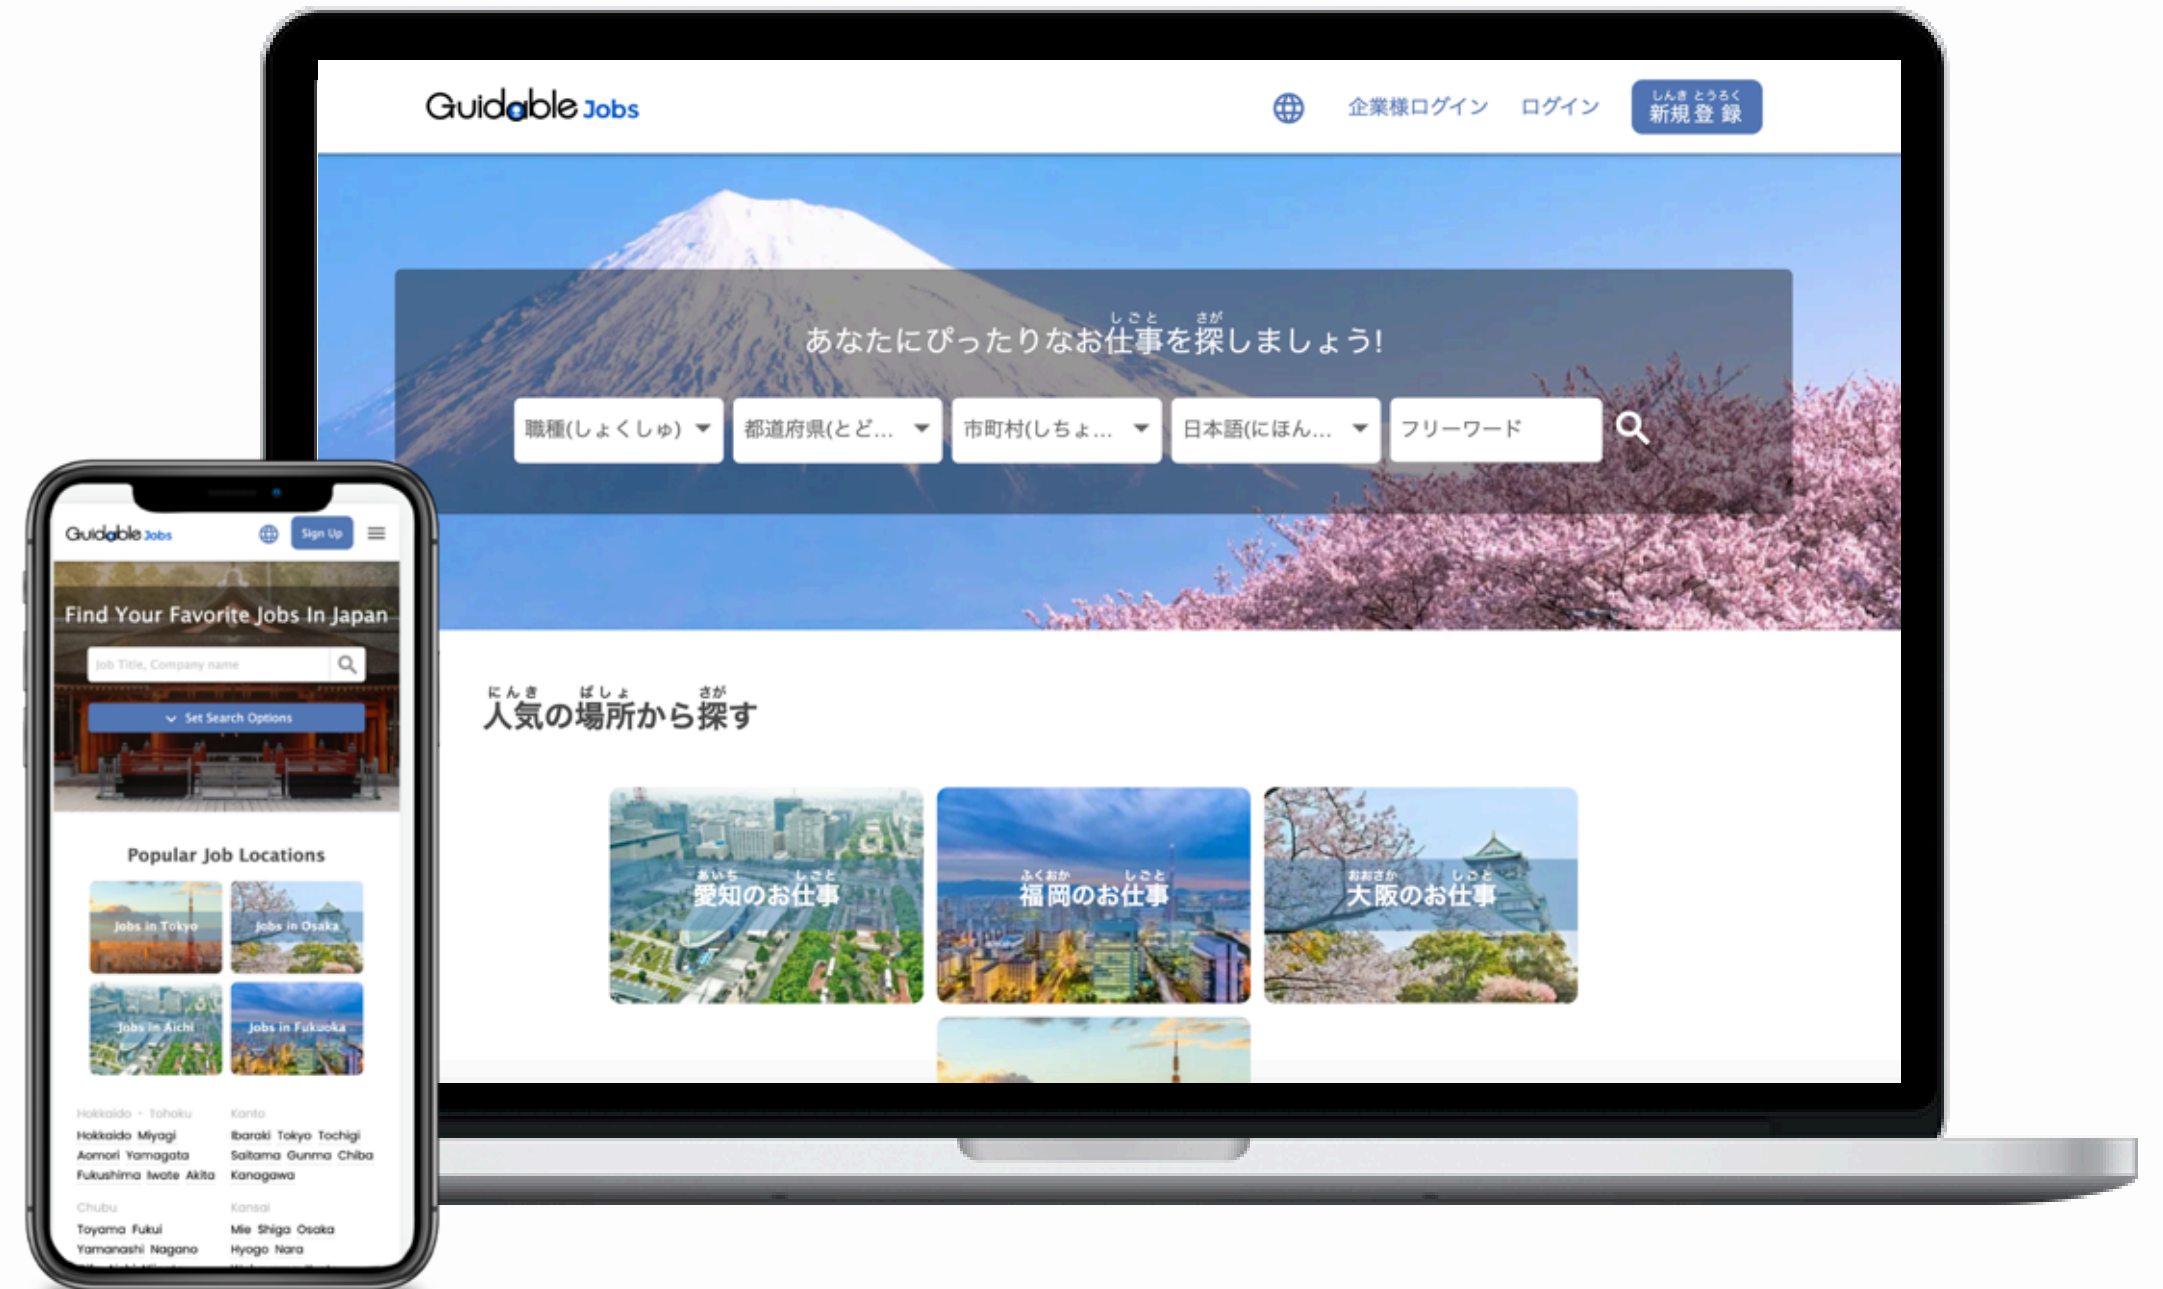 Guidable Jobs
企業様ログイン ログイン 新規登録
しんき とうろく
しごと さが
あなたにぴったりなお仕事を探しましょう!
職種(しょくしゅ) 都道府県(とど... 市町村(しちょ... 日本語(にほん... フリーワード
にんき ばしょ さが
人気の場所から探す
あいち しごと
愛知のお仕事
ふくおか しごと
福岡のお仕事
おおさか しごと
大阪のお仕事
Guidable Jobs
Sign Up
Find Your Favorite Jobs In Japan
Job Title, Company name
Set Search Options
Popular Job Locations
Jobs in Tokyo
Jobs in Osaka
Jobs in Aichi
Jobs in Fukuoka
Hokkaido・Tohoku
Hokkaido Miyagi
Aomori Yamagata
Fukushima Iwate Akita
Kanto
Ibaraki Tokyo Tochigi
Saitama Gunma Chiba
Kanagawa
Chubu
Toyama Fukui
Yamanashi Nagano
Kansai
Mie Shiga Osaka
Hyogo Nara